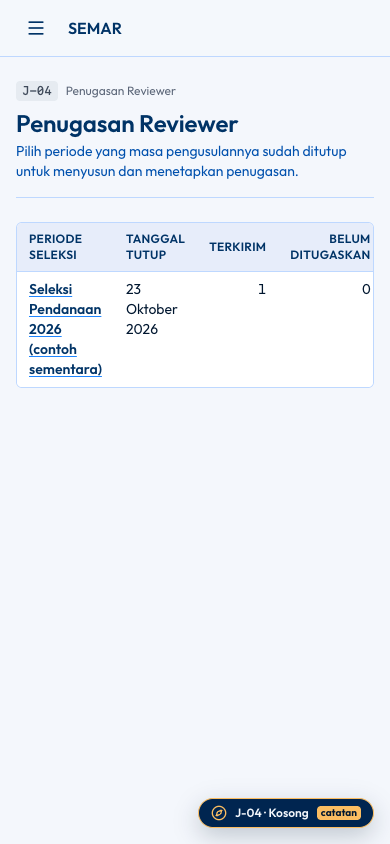 SEMAR
J–04 Penugasan Reviewer
Penugasan Reviewer
Pilih periode yang masa pengusulannya sudah ditutup
untuk menyusun dan menetapkan penugasan.
PERIODE SELEKSI TANGGAL TUTUP TERKIRIM BELUM DITUGASKAN
Seleksi Pendanaan 2026 (contoh sementara) 23 Oktober 2026 1 0
J-04 · Kosong catatan